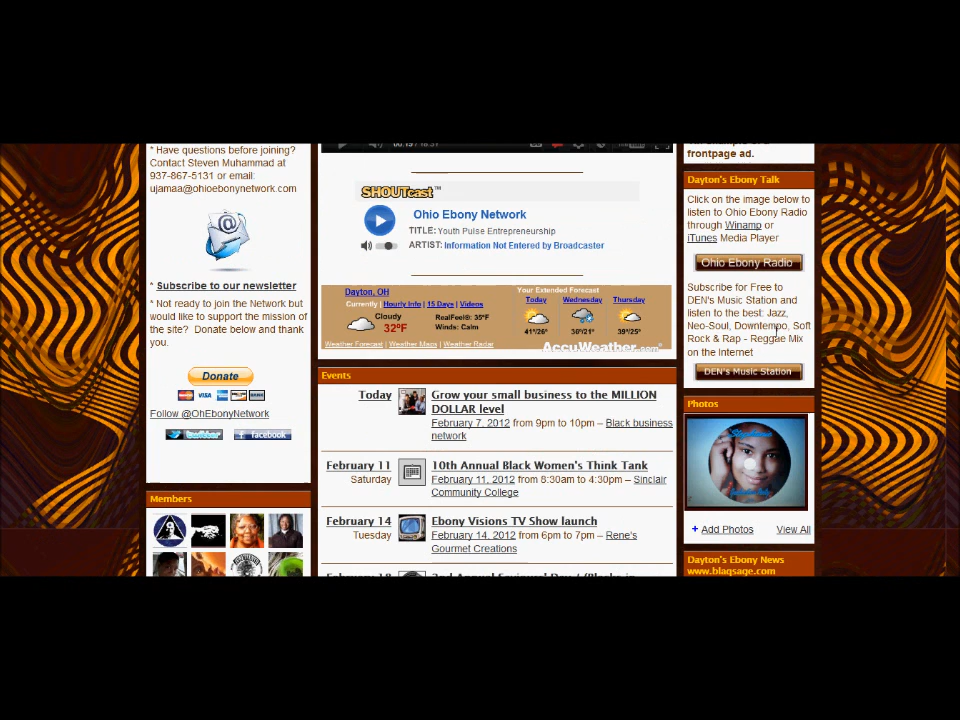 * Have questions before joining?
Contact Steven Muhammad at
937-867-5131 or email:
ujamaa@ohioebonynetwork.com
* Subscribe to our newsletter
* Not ready to join the Network but
would like to support the mission of
the site? Donate below and thank
you.
Donate
VISA
Follow @OhEbonyNetwork
twitter
facebook
Members
SHOUTcast™
Ohio Ebony Network
TITLE: Youth Pulse Entrepreneurship
ARTIST: Information Not Entered by Broadcaster
Dayton, OH
Currently | Hourly Info | 15 Days | Videos
Cloudy
32°F
RealFeel®: 35°F
Winds: Calm
Your Extended Forecast
Today
Wednesday
Thursday
41°/26°
36°/21°
39°/25°
Weather Forecast | Weather Maps | Weather Radar
AccuWeather.com®
Events
Today
Grow your small business to the MILLION
DOLLAR level
February 7, 2012 from 9pm to 10pm – Black business
network
February 11
Saturday
10th Annual Black Women's Think Tank
February 11, 2012 from 8:30am to 4:30pm – Sinclair
Community College
February 14
Tuesday
Ebony Visions TV Show launch
February 14, 2012 from 6pm to 7pm – Rene's
Gourmet Creations
frontpage ad.
Dayton's Ebony Talk
Click on the image below to
listen to Ohio Ebony Radio
through Winamp or
iTunes Media Player
Ohio Ebony Radio
Subscribe for Free to
DEN's Music Station and
listen to the best: Jazz,
Neo-Soul, Downtempo, Soft
Rock & Rap - Reggae Mix
on the Internet
DEN's Music Station
Photos
+ Add Photos
View All
Dayton's Ebony News
www.blaqsage.com